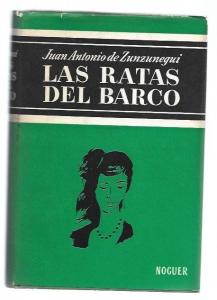 Juan Antonio de Zunzunegui
LAS RATAS
DEL BARCO
NOGUER